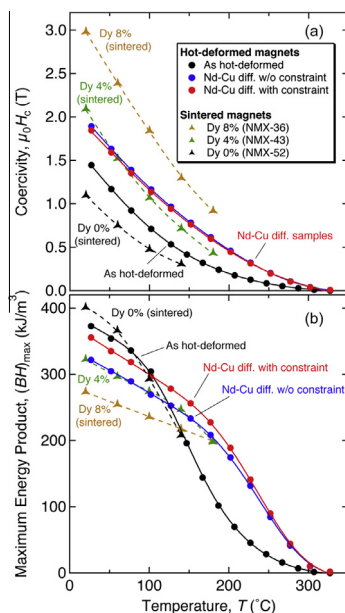 (a)
Dy 8%
(sintered)
Hot-deformed magnets
As hot-deformed
Nd-Cu diff. w/o constraint
Nd-Cu diff. with constraint
Sintered magnets
Dy 8% (NMX-36)
Dy 4% (NMX-43)
Dy 0% (NMX-52)
Dy 4%
(sintered)
Dy 0%
(sintered)
As hot-deformed
Nd-Cu diff. samples
Coercivity, μ0Hc (T)
3.0
2.5
2.0
1.5
1.0
0.5
0.0
(b)
Dy 0% (sintered)
As hot-deformed
Nd-Cu diff. with constraint
Nd-Cu diff. w/o constraint
Dy 4%
Dy 8%
(sintered)
Maximum Energy Product, (BH)max (kJ/m3)
400
300
200
100
0
0
100
200
300
Temperature, T (°C)